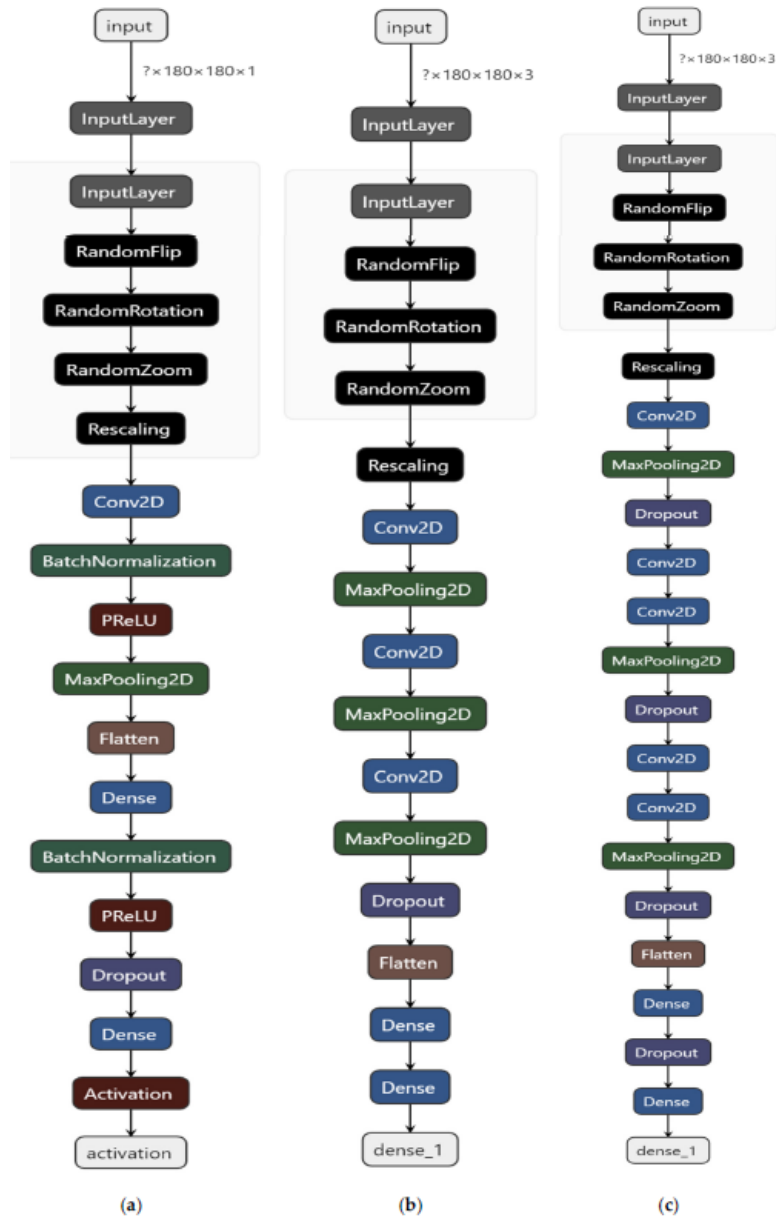 input
?×180×180×1
InputLayer
InputLayer
RandomFlip
RandomRotation
RandomZoom
Rescaling
Conv2D
BatchNormalization
PReLU
MaxPooling2D
Flatten
Dense
BatchNormalization
PReLU
Dropout
Dense
Activation
activation
(a)
input
?×180×180×3
InputLayer
InputLayer
RandomFlip
RandomRotation
RandomZoom
Rescaling
Conv2D
MaxPooling2D
Conv2D
MaxPooling2D
Conv2D
MaxPooling2D
Dropout
Flatten
Dense
Dense
dense_1
(b)
input
?×180×180×3
InputLayer
InputLayer
RandomFlip
RandomRotation
RandomZoom
Rescaling
Conv2D
MaxPooling2D
Dropout
Conv2D
Conv2D
MaxPooling2D
Dropout
Conv2D
Conv2D
MaxPooling2D
Dropout
Flatten
Dense
Dropout
Dense
dense_1
(c)